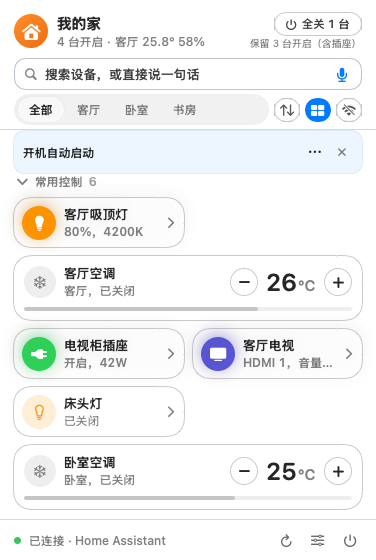 我的家
4 台开启 · 客厅 25.8° 58%
全关 1 台
保留 3 台开启（含插座）
搜索设备，或直接说一句话
全部 客厅 卧室 书房
开机自动启动
常用控制 6
客厅吸顶灯
80%，4200K
客厅空调
客厅，已关闭
26°C
电视柜插座
开启，42W
客厅电视
HDMI 1，音量...
床头灯
已关闭
卧室空调
卧室，已关闭
25°C
已连接 · Home Assistant